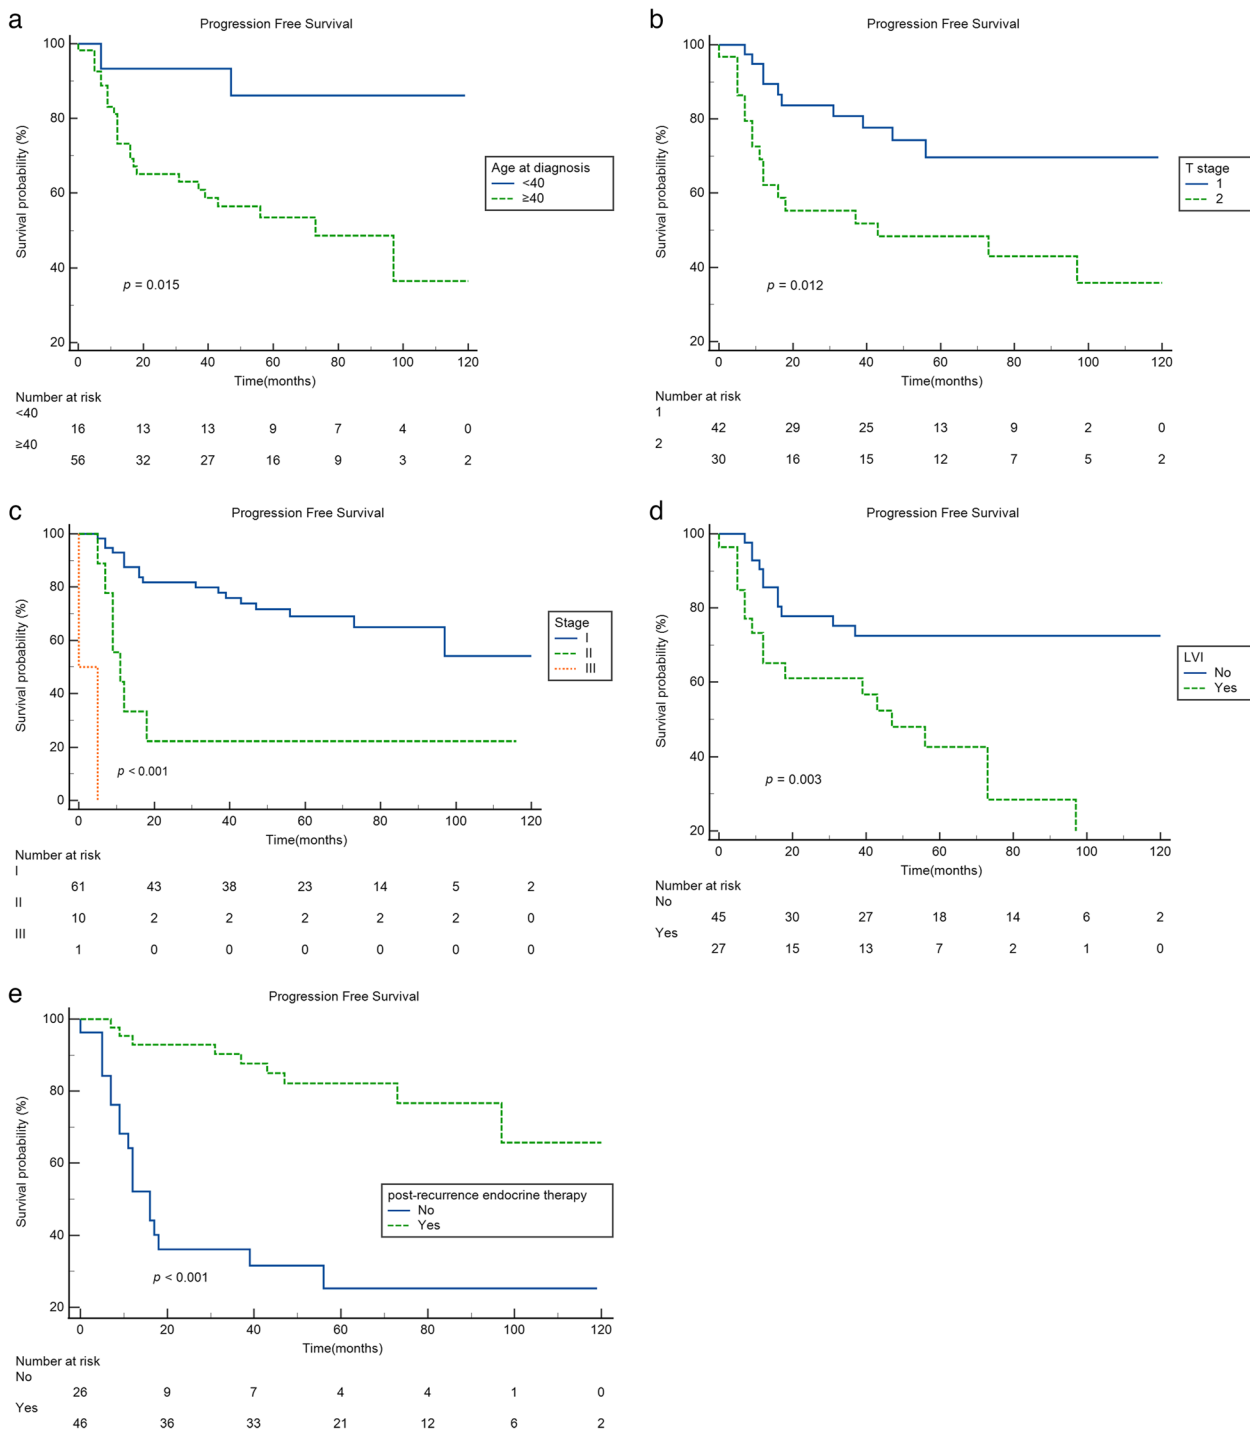 a
Progression Free Survival
Survival probability (%)
100
80
60
40
20
0 20 40 60 80 100 120
Time(months)
p = 0.015
Age at diagnosis
<40
≥40
Number at risk
<40
16 13 13 9 7 4 0
≥40
56 32 27 16 9 3 2
b
Progression Free Survival
Survival probability (%)
100
80
60
40
20
0 20 40 60 80 100 120
Time(months)
p = 0.012
T stage
1
2
Number at risk
1
42 29 25 13 9 2 0
2
30 16 15 12 7 5 2
c
Progression Free Survival
Survival probability (%)
100
80
60
40
20
0
0 20 40 60 80 100 120
Time(months)
p < 0.001
Stage
I
II
III
Number at risk
I
61 43 38 23 14 5 2
II
10 2 2 2 2 2 0
III
1 0 0 0 0 0 0
d
Progression Free Survival
Survival probability (%)
100
80
60
40
20
0 20 40 60 80 100 120
Time(months)
p = 0.003
LVI
No
Yes
Number at risk
No
45 30 27 18 14 6 2
Yes
27 15 13 7 2 1 0
e
Progression Free Survival
Survival probability (%)
100
80
60
40
20
0 20 40 60 80 100 120
Time(months)
p < 0.001
post-recurrence endocrine therapy
No
Yes
Number at risk
No
26 9 7 4 4 1 0
Yes
46 36 33 21 12 6 2